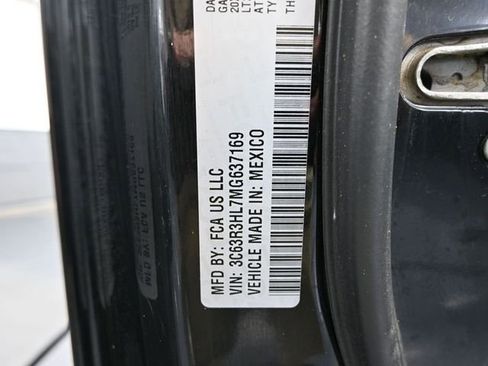 MFD BY: FCA US LLC
VIN: 3C63R3HL7MG637169
VEHICLE MADE IN: MEXICO